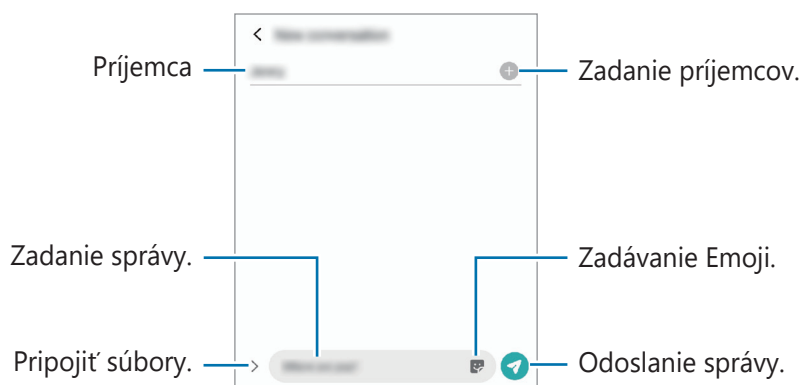 Príjemca
Zadanie príjemcov.
Zadanie správy.
Zadávanie Emoji.
Pripojiť súbory.
Odoslanie správy.